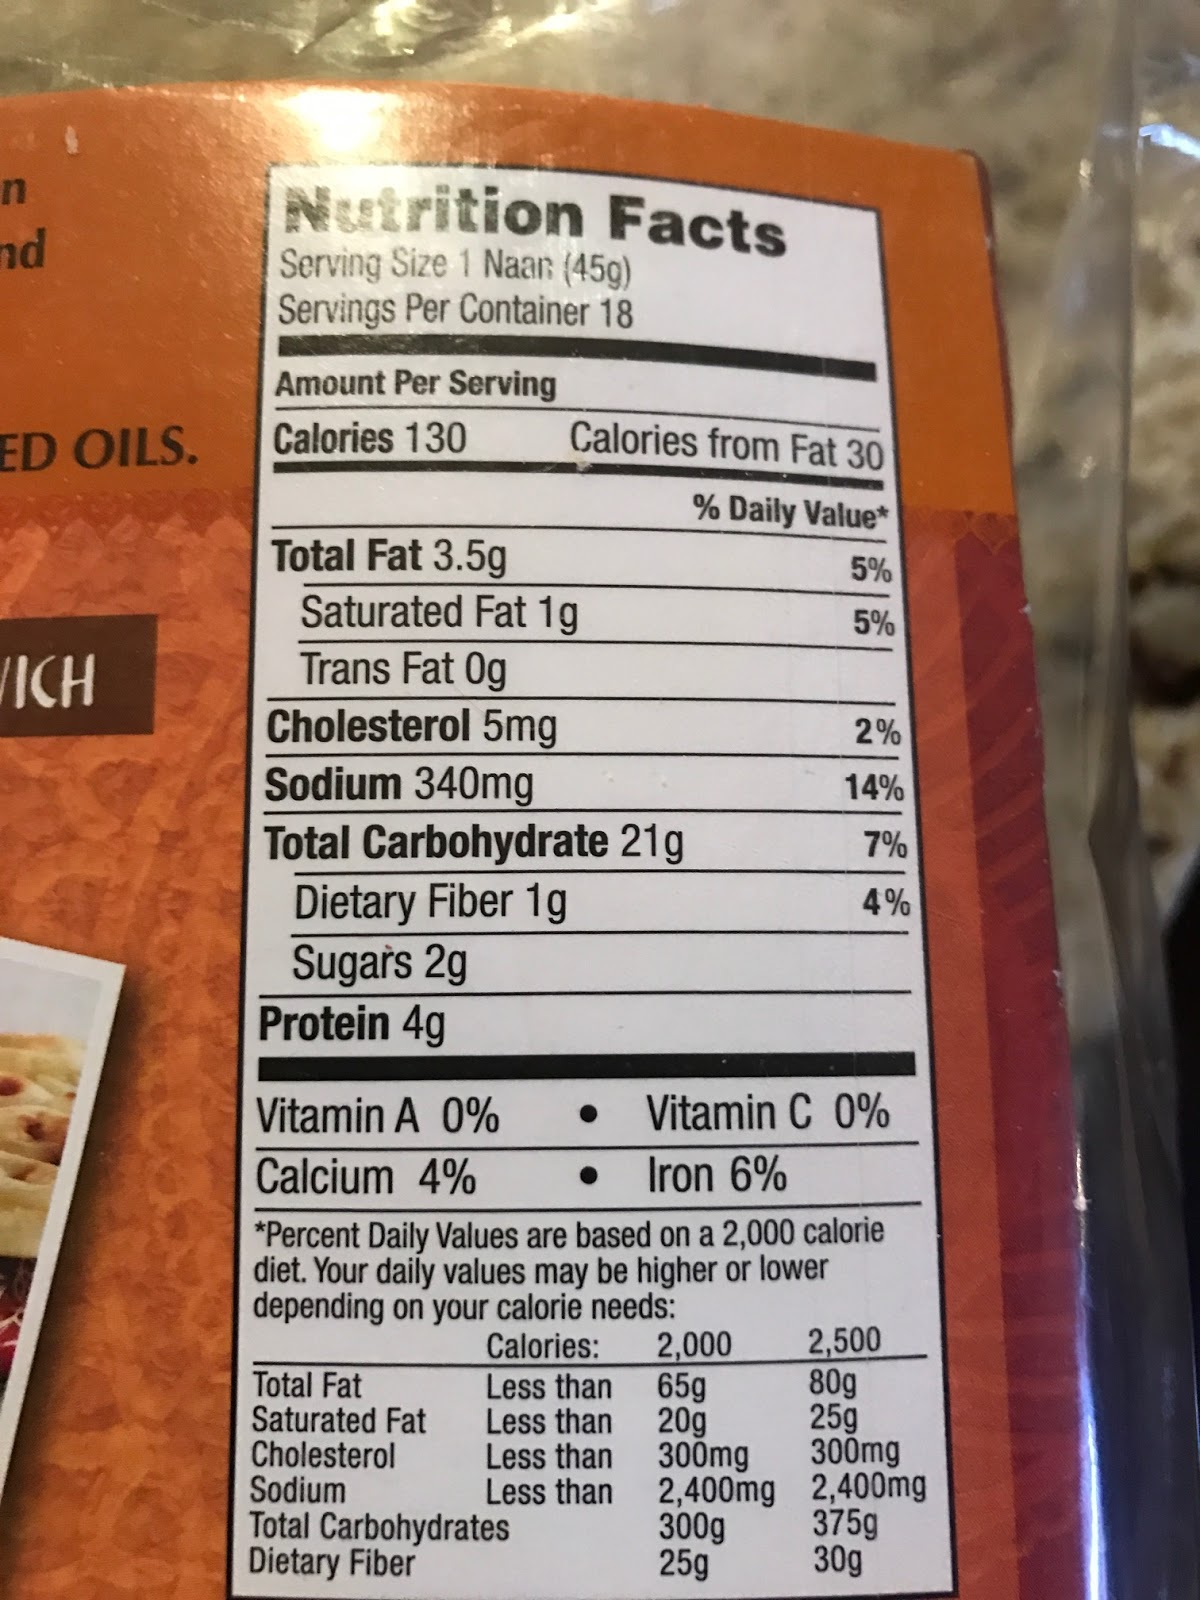 n
nd
ED OILS.
VICH
Nutrition Facts
Serving Size 1 Naan (45g)
Servings Per Container 18
Amount Per Serving
Calories 130 Calories from Fat 30
% Daily Value*
Total Fat 3.5g 5%
Saturated Fat 1g 5%
Trans Fat 0g
Cholesterol 5mg 2%
Sodium 340mg 14%
Total Carbohydrate 21g 7%
Dietary Fiber 1g 4%
Sugars 2g
Protein 4g
Vitamin A 0% • Vitamin C 0%
Calcium 4% • Iron 6%
*Percent Daily Values are based on a 2,000 calorie
diet. Your daily values may be higher or lower
depending on your calorie needs:
Calories: 2,000 2,500
Total Fat Less than 65g 80g
Saturated Fat Less than 20g 25g
Cholesterol Less than 300mg 300mg
Sodium Less than 2,400mg 2,400mg
Total Carbohydrates 300g 375g
Dietary Fiber 25g 30g